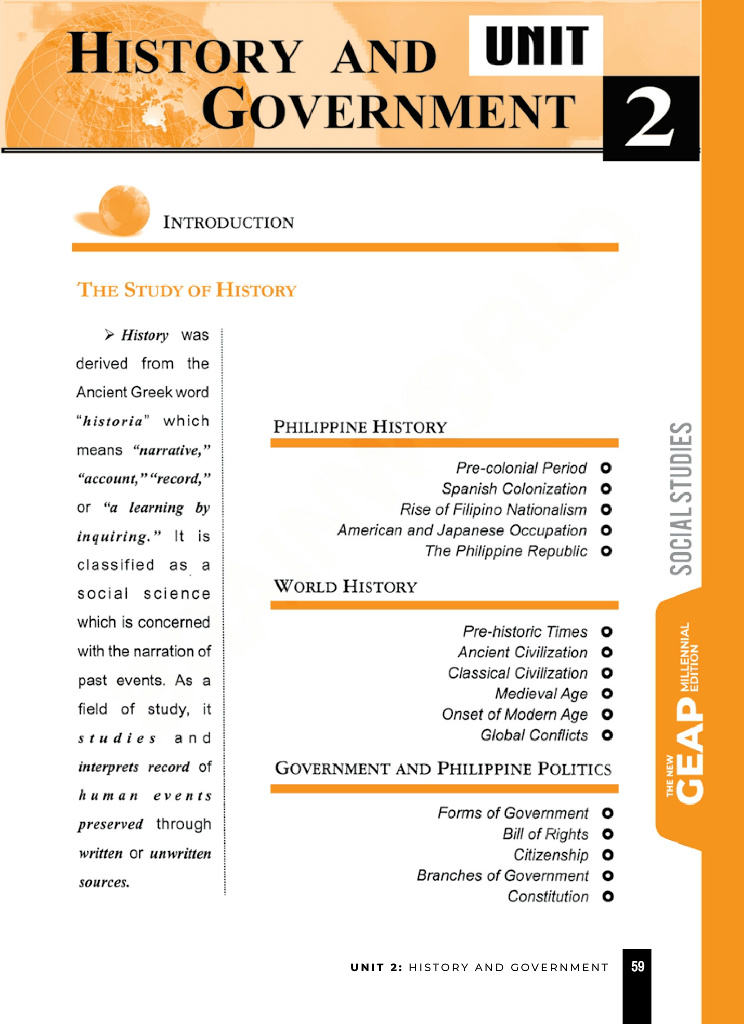 HISTORY AND
GOVERNMENT
UNIT
2
INTRODUCTION
THE STUDY OF HISTORY
➢ History was
derived from the
Ancient Greek word
"historia" which
means "narrative,"
"account," "record,"
or "a learning by
inquiring." It is
classified as a
social science
which is concerned
with the narration of
past events. As a
field of study, it
studies and
interprets record of
human events
preserved through
written or unwritten
sources.
PHILIPPINE HISTORY
Pre-colonial Period
Spanish Colonization
Rise of Filipino Nationalism
American and Japanese Occupation
The Philippine Republic
WORLD HISTORY
Pre-historic Times
Ancient Civilization
Classical Civilization
Medieval Age
Onset of Modern Age
Global Conflicts
GOVERNMENT AND PHILIPPINE POLITICS
Forms of Government
Bill of Rights
Citizenship
Branches of Government
Constitution
SOCIAL STUDIES
THE NEW
GEAP
MILLENNIAL
EDITION
UNIT 2: HISTORY AND GOVERNMENT
59